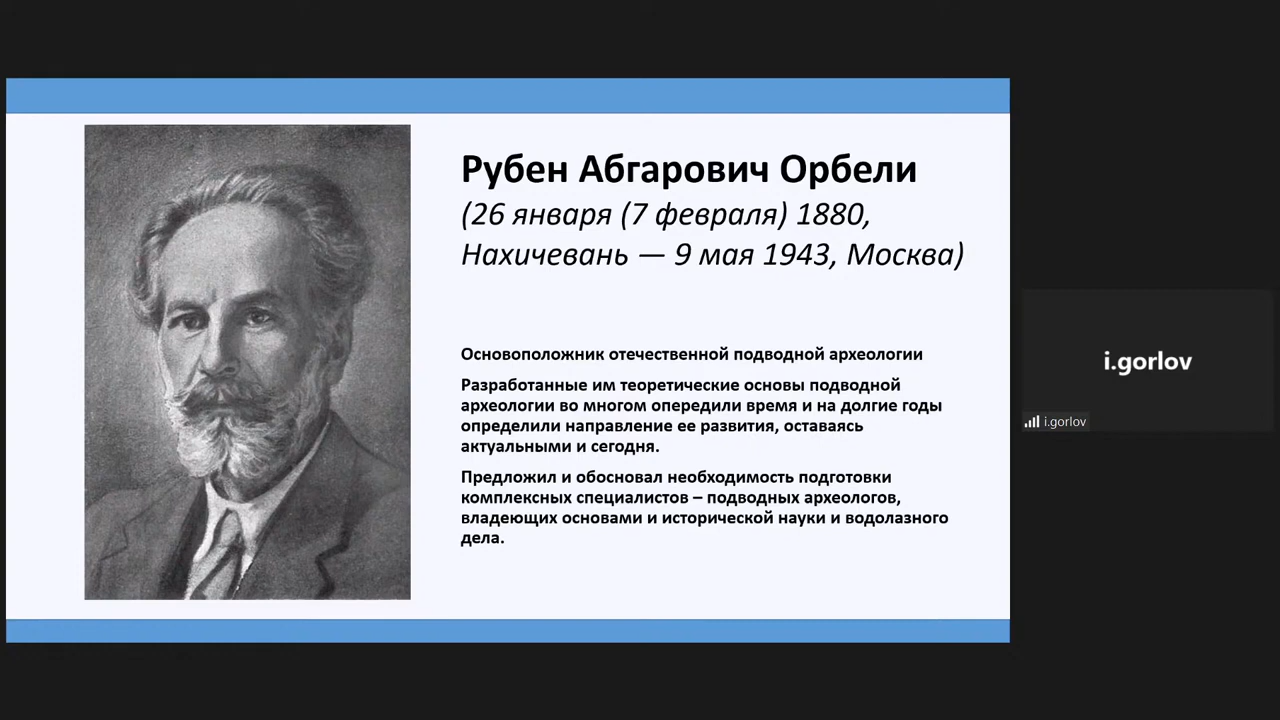 Рубен Абгарович Орбели
(26 января (7 февраля) 1880,
Нахичевань — 9 мая 1943, Москва)
Основоположник отечественной подводной археологии
Разработанные им теоретические основы подводной
археологии во многом опередили время и на долгие годы
определили направление ее развития, оставаясь
актуальными и сегодня.
Предложил и обосновал необходимость подготовки
комплексных специалистов – подводных археологов,
владеющих основами и исторической науки и водолазного
дела.
i.gorlov
i.gorlov